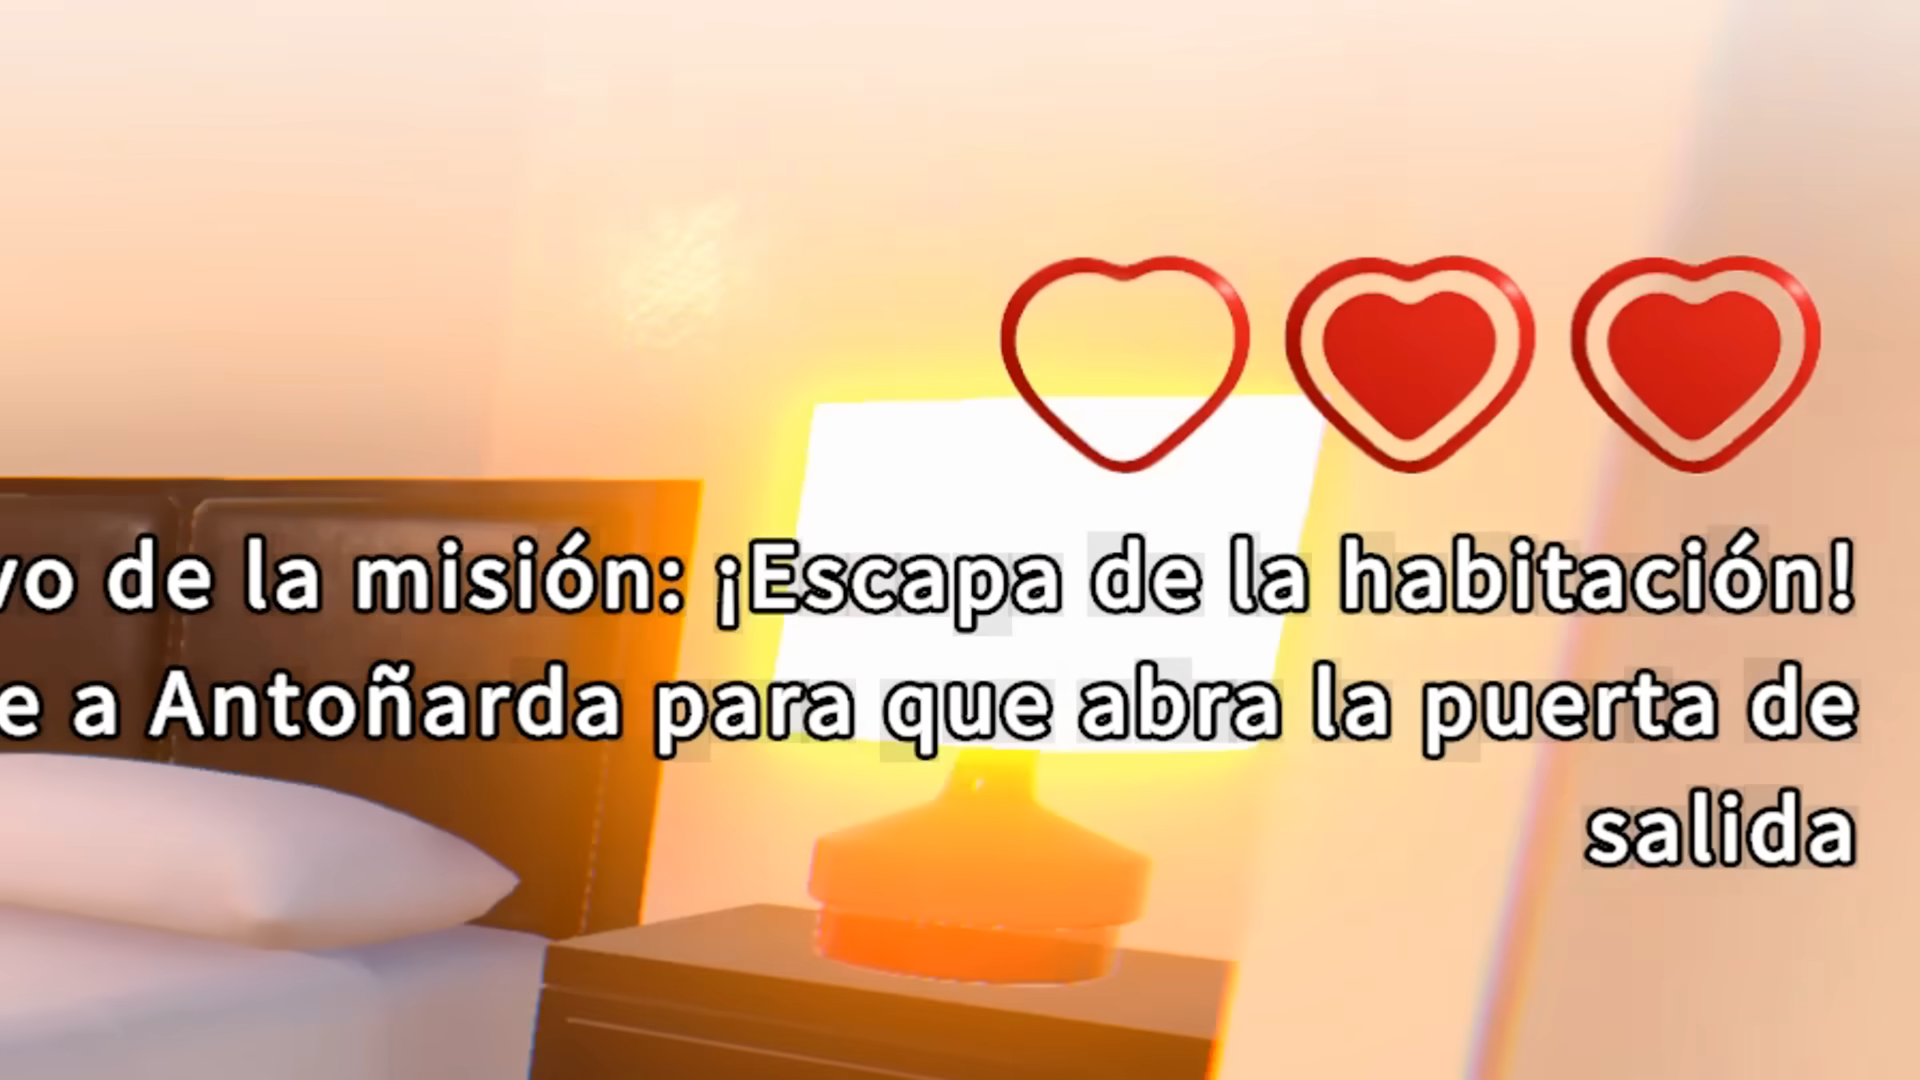 vo de la misión: ¡Escapa de la habitación!
e a Antoñarda para que abra la puerta de
salida